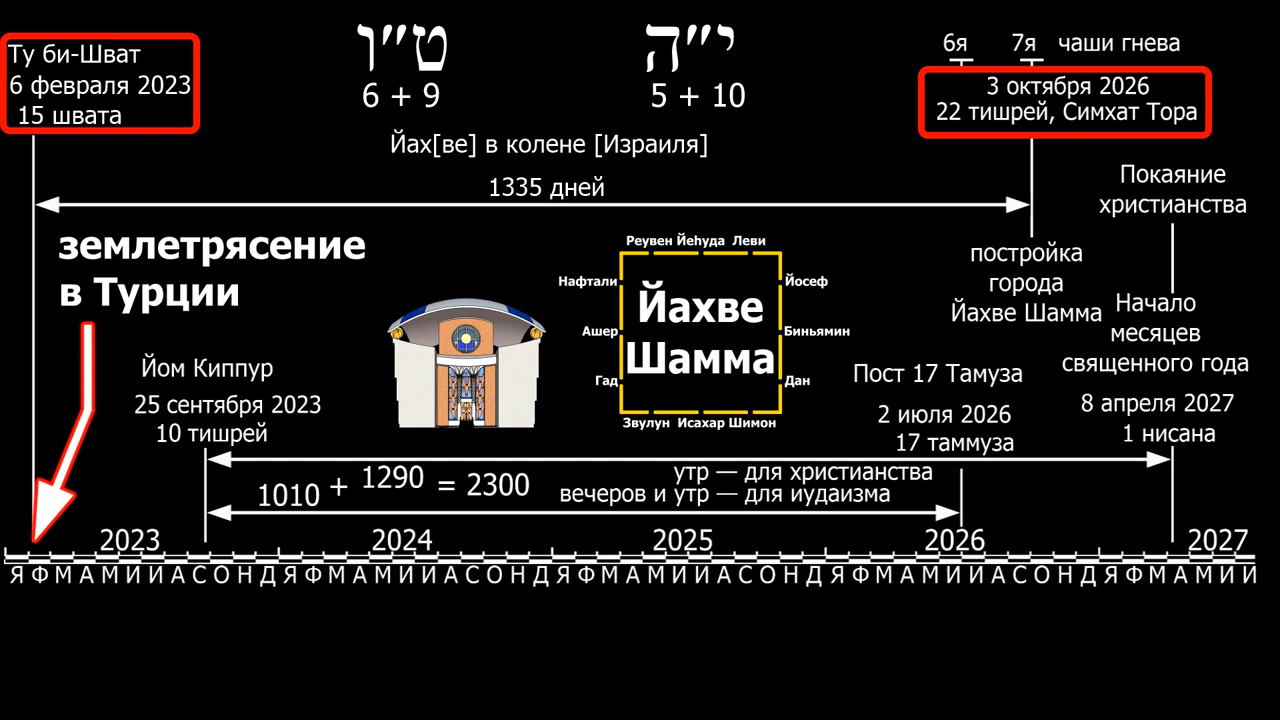 Ту би-Шват
6 февраля 2023
15 швата
ט״ו
6 + 9
י״ה
5 + 10
Йах[ве] в колене [Израиля]
6я 7я чаши гнева
3 октября 2026
22 тишрей, Симхат Тора
1335 дней
Покаяние
христианства
землетрясение
в Турции
постройка
города
Йахве Шамма
Начало
месяцев
священного года
Реувен Йеһуда Леви
Нафтали
Ашер
Гад
Йахве
Шамма
Йосеф
Биньямин
Дан
Звулун Исахар Шимон
Йом Киппур
25 сентября 2023
10 тишрей
Пост 17 Тамуза
2 июля 2026
17 таммуза
8 апреля 2027
1 нисана
1010 + 1290 = 2300
утр — для христианства
вечеров и утр — для иудаизма
2023 2024 2025 2026 2027
Я Ф М А М И И А С О Н Д Я Ф М А М И И А С О Н Д Я Ф М А М И И А С О Н Д Я Ф М А М И И А С О Н Д Я Ф М А М И И